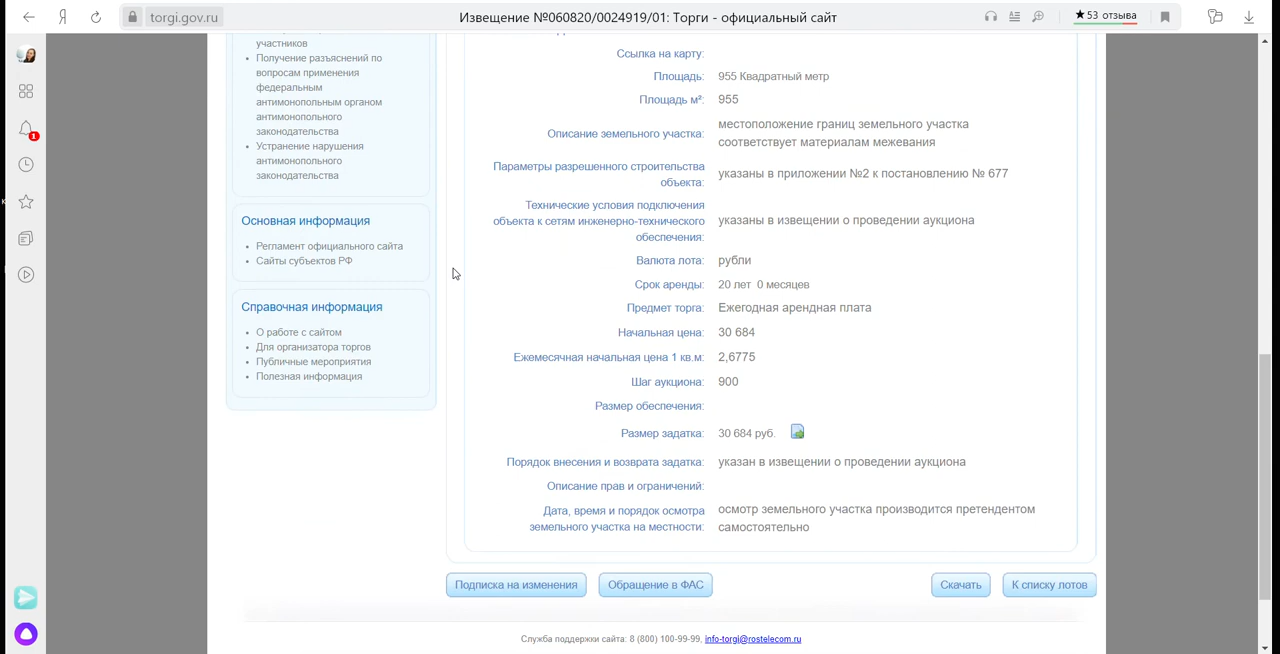 torgi.gov.ru
Извещение №060820/0024919/01: Торги - официальный сайт
★53 отзыва
1
участников
Получение разъяснений по
вопросам применения
федеральным
антимонопольным органом
антимонопольного
законодательства
Устранение нарушения
антимонопольного
законодательства
Основная информация
Регламент официального сайта
Сайты субъектов РФ
Справочная информация
О работе с сайтом
Для организатора торгов
Публичные мероприятия
Полезная информация
Ссылка на карту:
Площадь: 955 Квадратный метр
Площадь м²: 955
Описание земельного участка: местоположение границ земельного участка
соответствует материалам межевания
Параметры разрешенного строительства
объекта: указаны в приложении №2 к постановлению № 677
Технические условия подключения
объекта к сетям инженерно-технического
обеспечения: указаны в извещении о проведении аукциона
Валюта лота: рубли
Срок аренды: 20 лет 0 месяцев
Предмет торга: Ежегодная арендная плата
Начальная цена: 30 684
Ежемесячная начальная цена 1 кв.м: 2,6775
Шаг аукциона: 900
Размер обеспечения:
Размер задатка: 30 684 руб.
Порядок внесения и возврата задатка: указан в извещении о проведении аукциона
Описание прав и ограничений:
Дата, время и порядок осмотра
земельного участка на местности: осмотр земельного участка производится претендентом
самостоятельно
Подписка на изменения Обращение в ФАС Скачать К списку лотов
Служба поддержки сайта: 8 (800) 100-99-99, info-torgi@rostelecom.ru